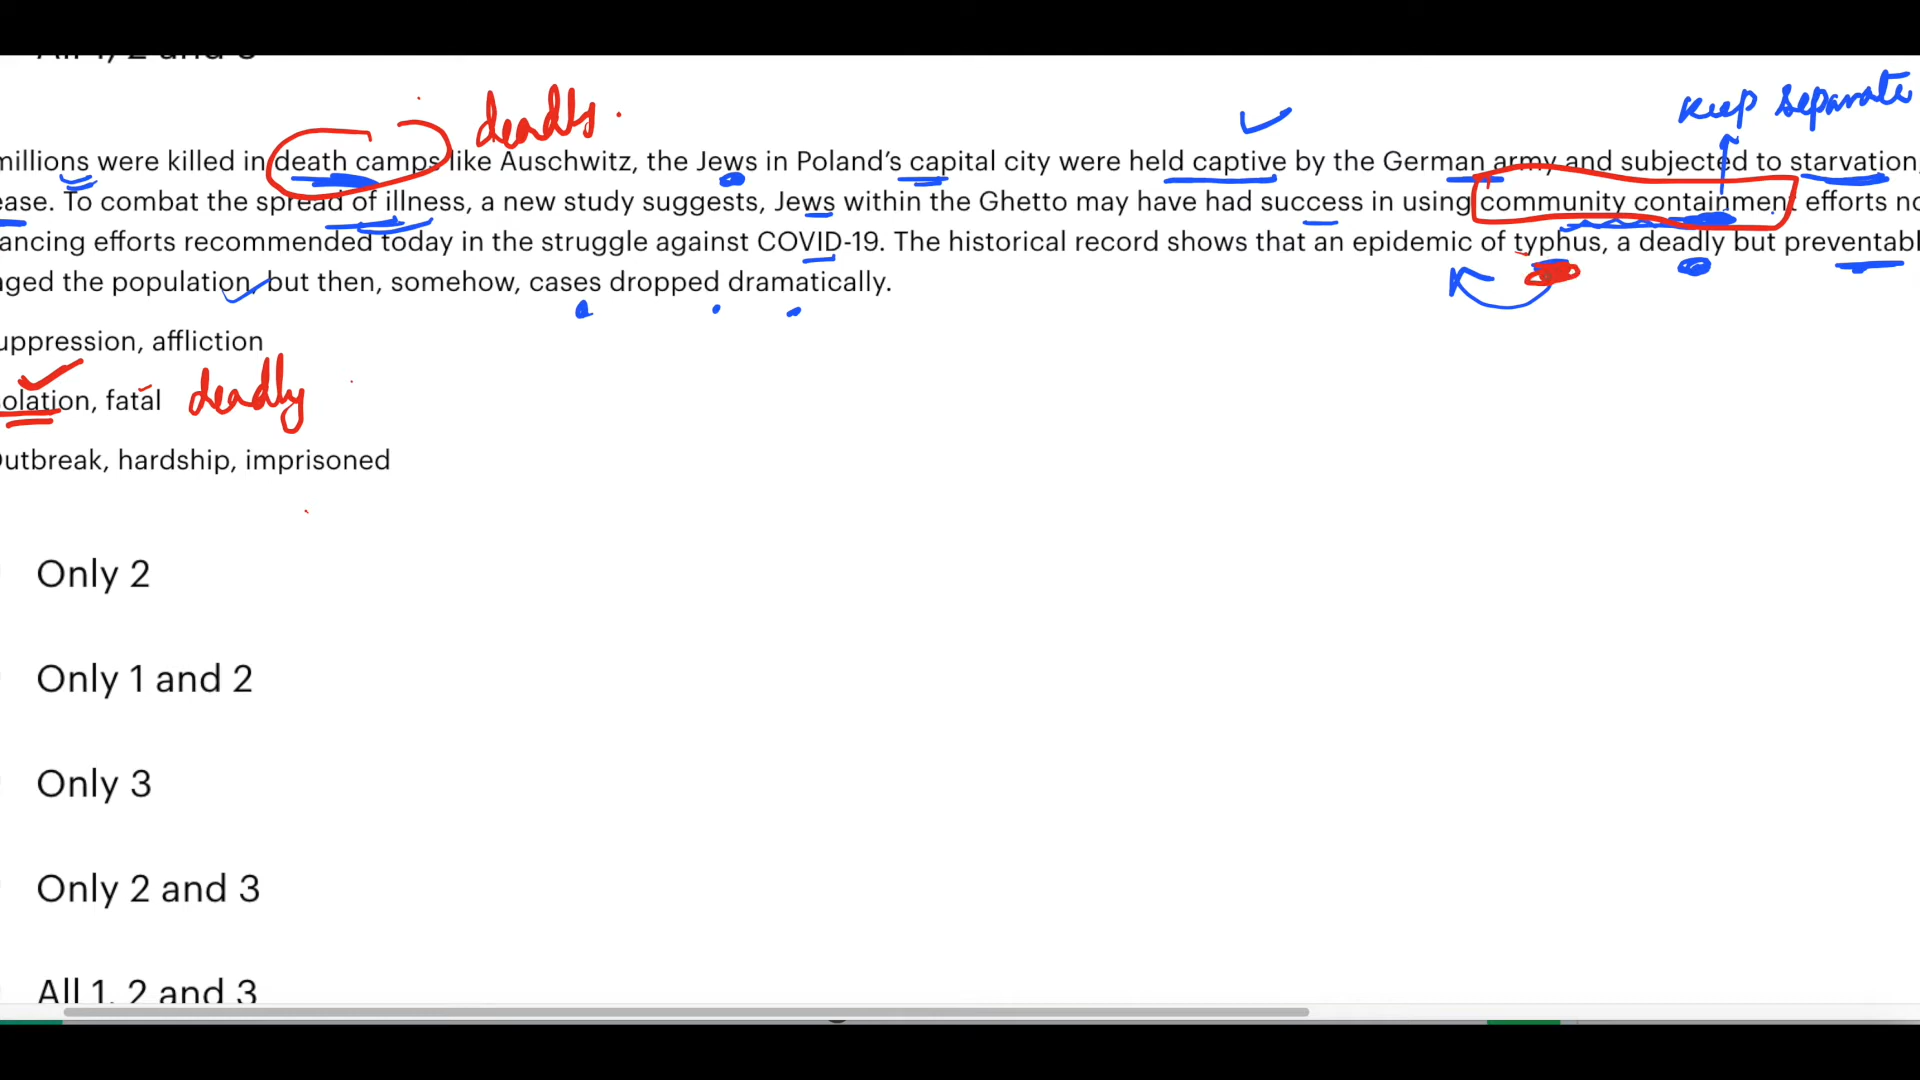 deadly.
keep separate
millions were killed in death camps like Auschwitz, the Jews in Poland's capital city were held captive by the German army and subjected to starvation,
ease. To combat the spread of illness, a new study suggests, Jews within the Ghetto may have had success in using community containment efforts no
ancing efforts recommended today in the struggle against COVID-19. The historical record shows that an epidemic of typhus, a deadly but preventabl
aged the population, but then, somehow, cases dropped dramatically.
uppression, affliction
olation, fatal deadly
Outbreak, hardship, imprisoned
Only 2
Only 1 and 2
Only 3
Only 2 and 3
All 1, 2 and 3